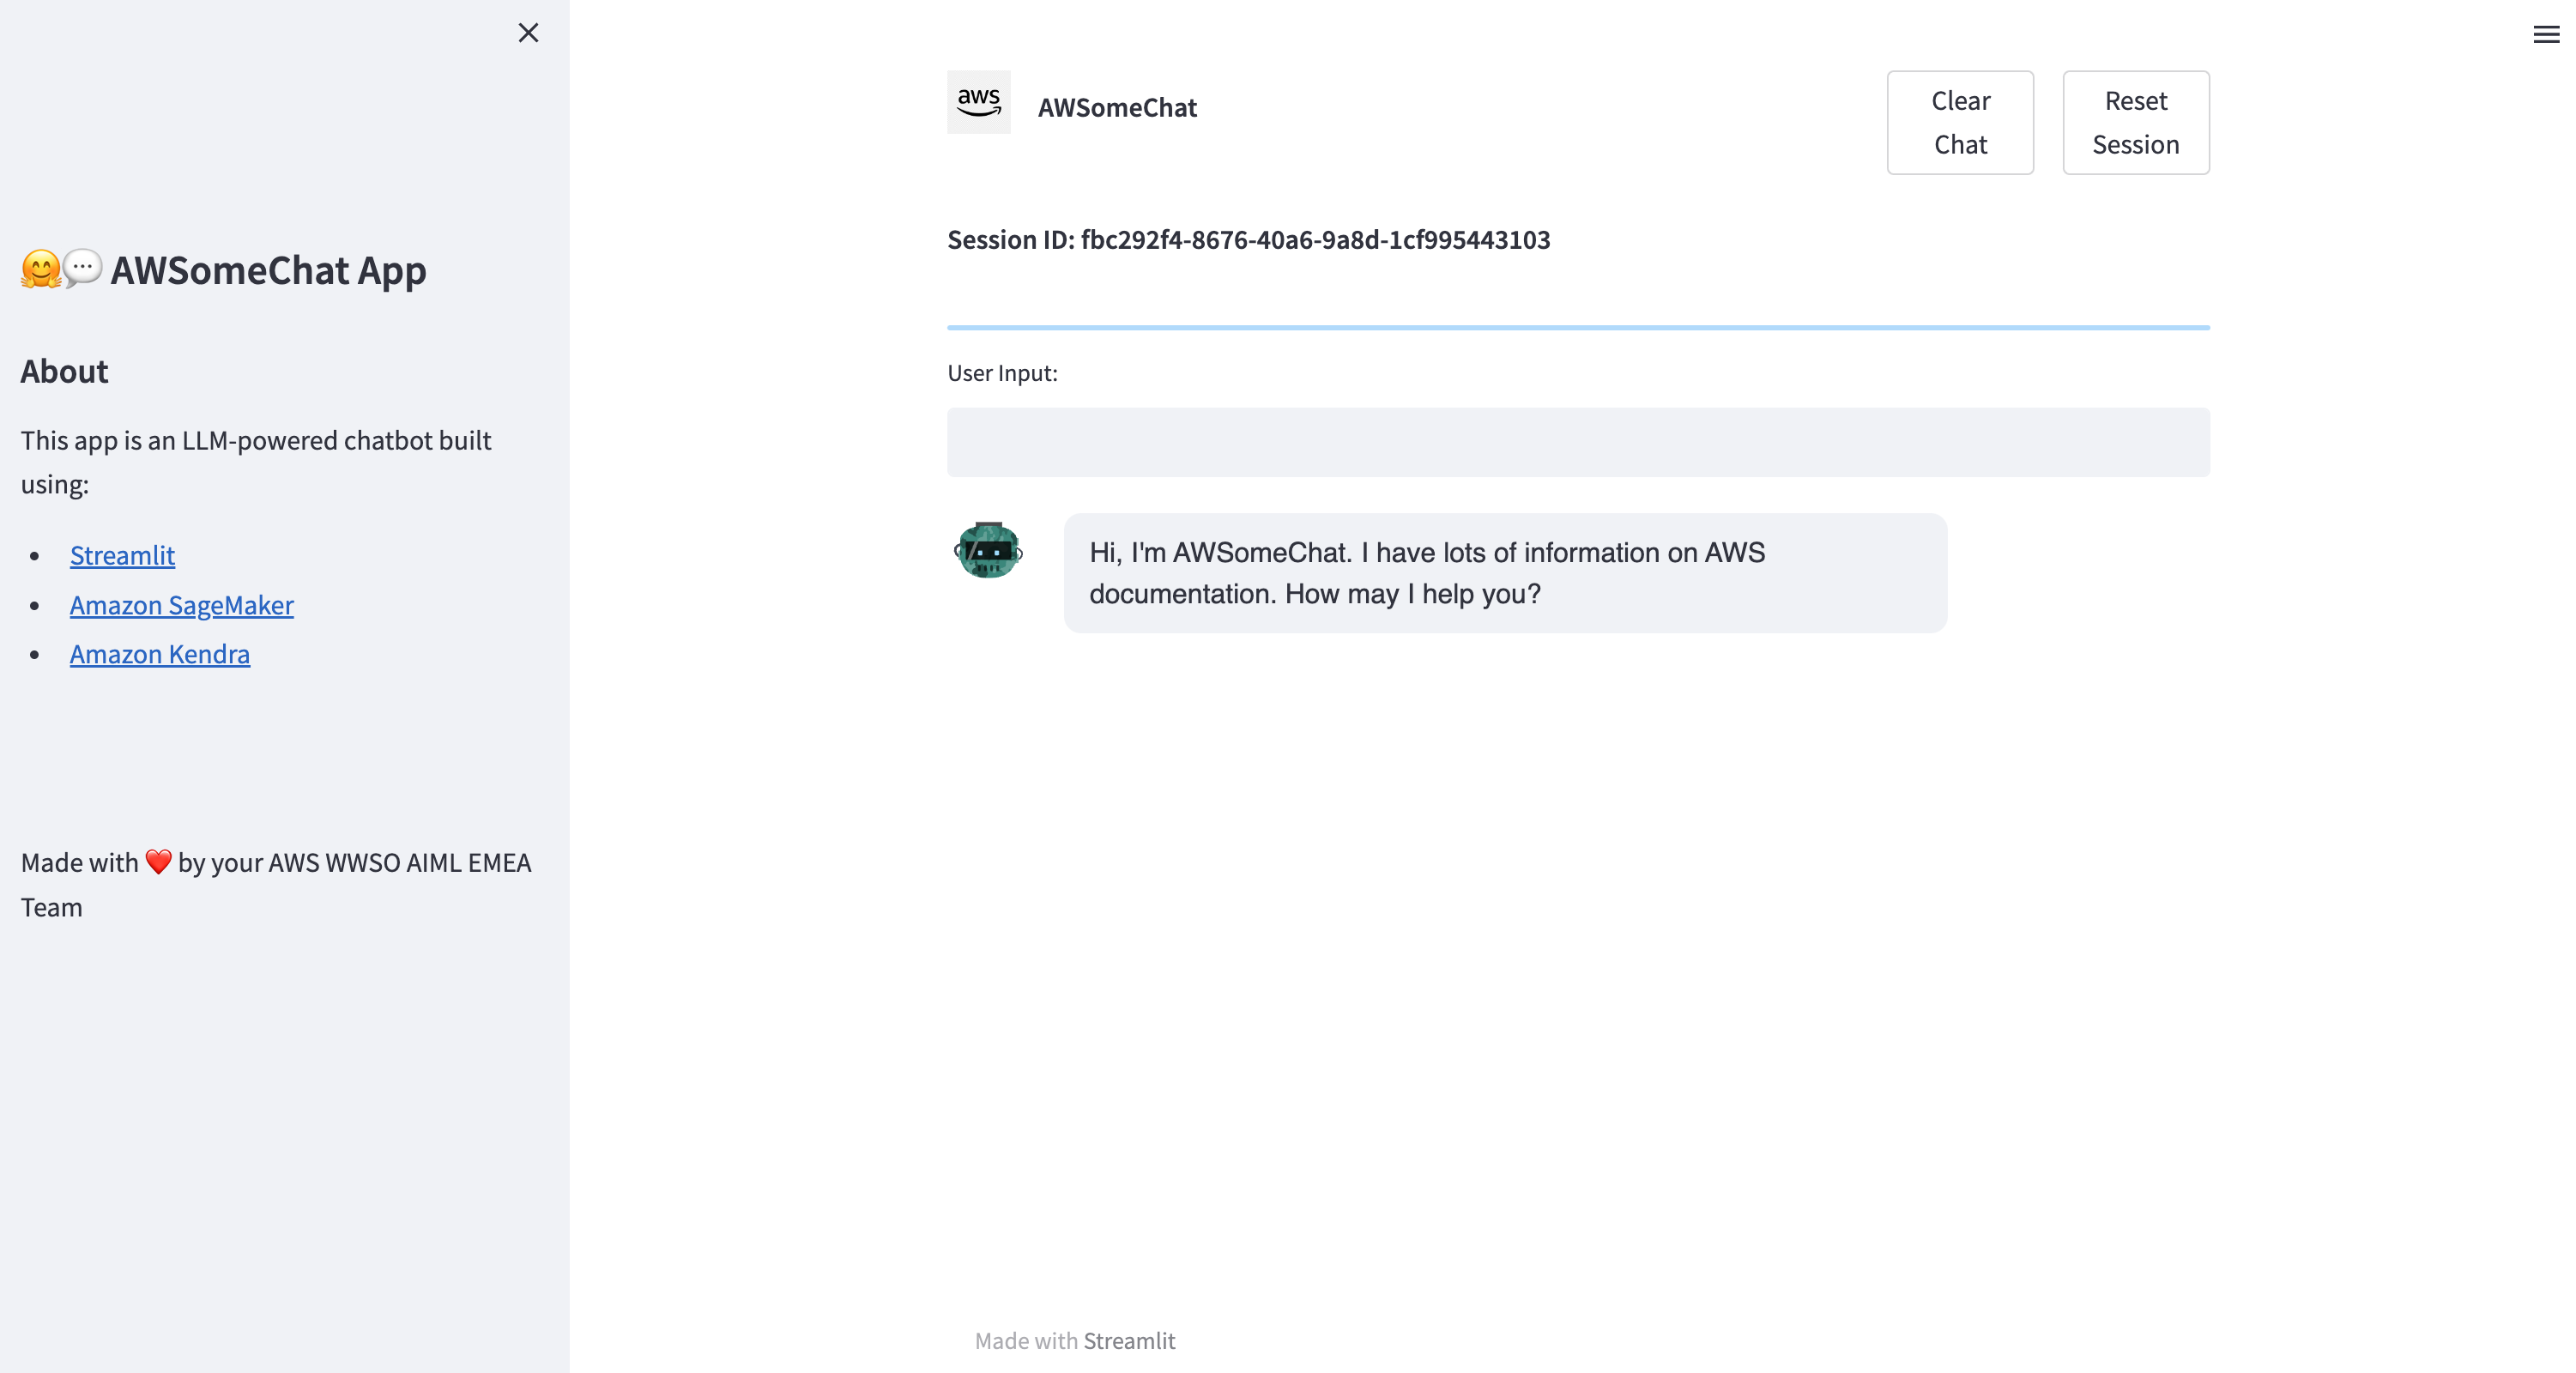 🤗💬 AWSomeChat App
About
This app is an LLM-powered chatbot built
using:
• Streamlit
• Amazon SageMaker
• Amazon Kendra
Made with ❤️ by your AWS WWSO AIML EMEA
Team
aws
AWSomeChat
Clear
Chat
Reset
Session
Session ID: fbc292f4-8676-40a6-9a8d-1cf995443103
User Input:
Hi, I'm AWSomeChat. I have lots of information on AWS
documentation. How may I help you?
Made with Streamlit